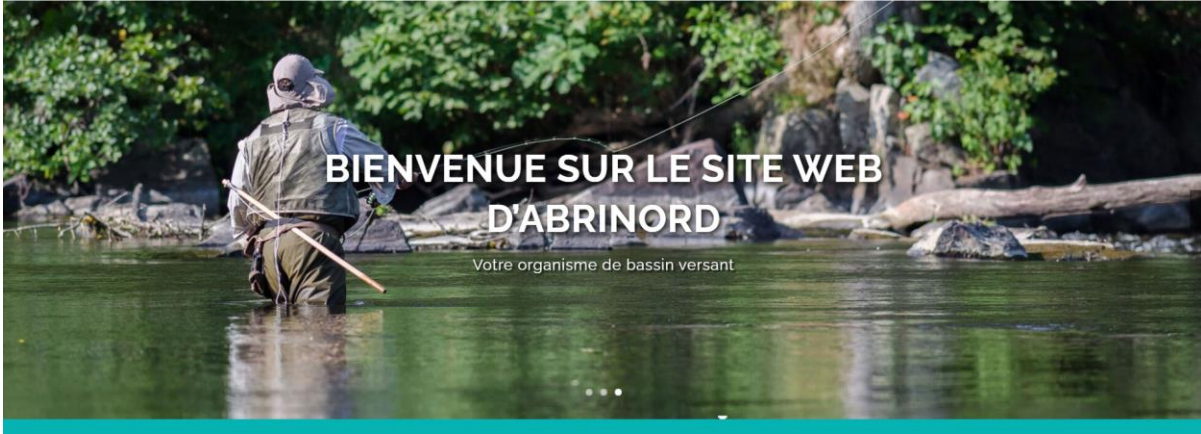 BIENVENUE SUR LE SITE WEB
D'ABRINORD
Votre organisme de bassin versant